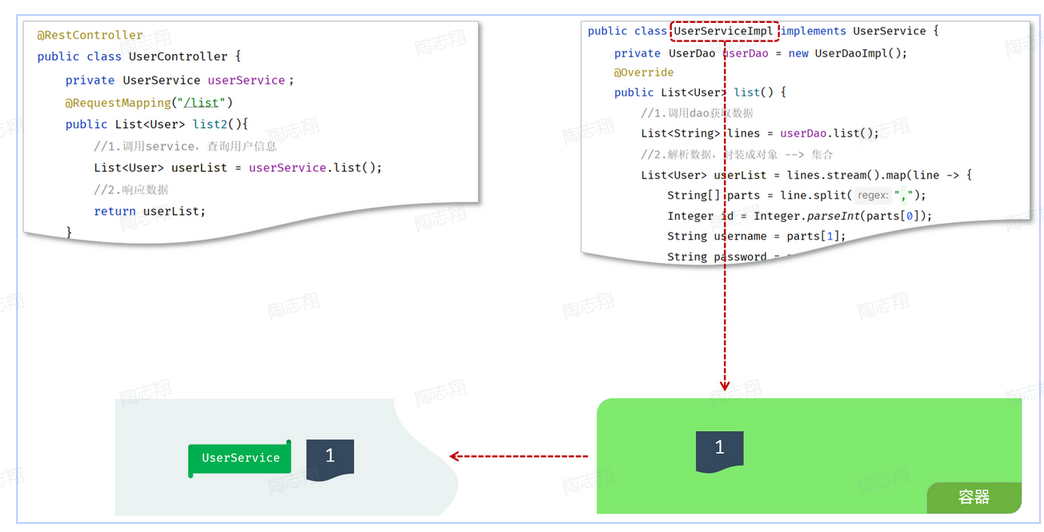 @RestController
public class UserController {
private UserService userService ;
@RequestMapping("/list")
public List<User> list2(){
//1.调用service，查询用户信息
List<User> userList = userService.list();
//2.响应数据
return userList;
}
public class UserServiceImpl implements UserService {
private UserDao userDao = new UserDaoImpl();
@Override
public List<User> list() {
//1.调用dao获取数据
List<String> lines = userDao.list();
//2.解析数据，封装成对象 --> 集合
List<User> userList = lines.stream().map(line -> {
String[] parts = line.split( regex: ",");
Integer id = Integer.parseInt(parts[0]);
String username = parts[1];
String password =
UserService
1
1
容器
陶志翔